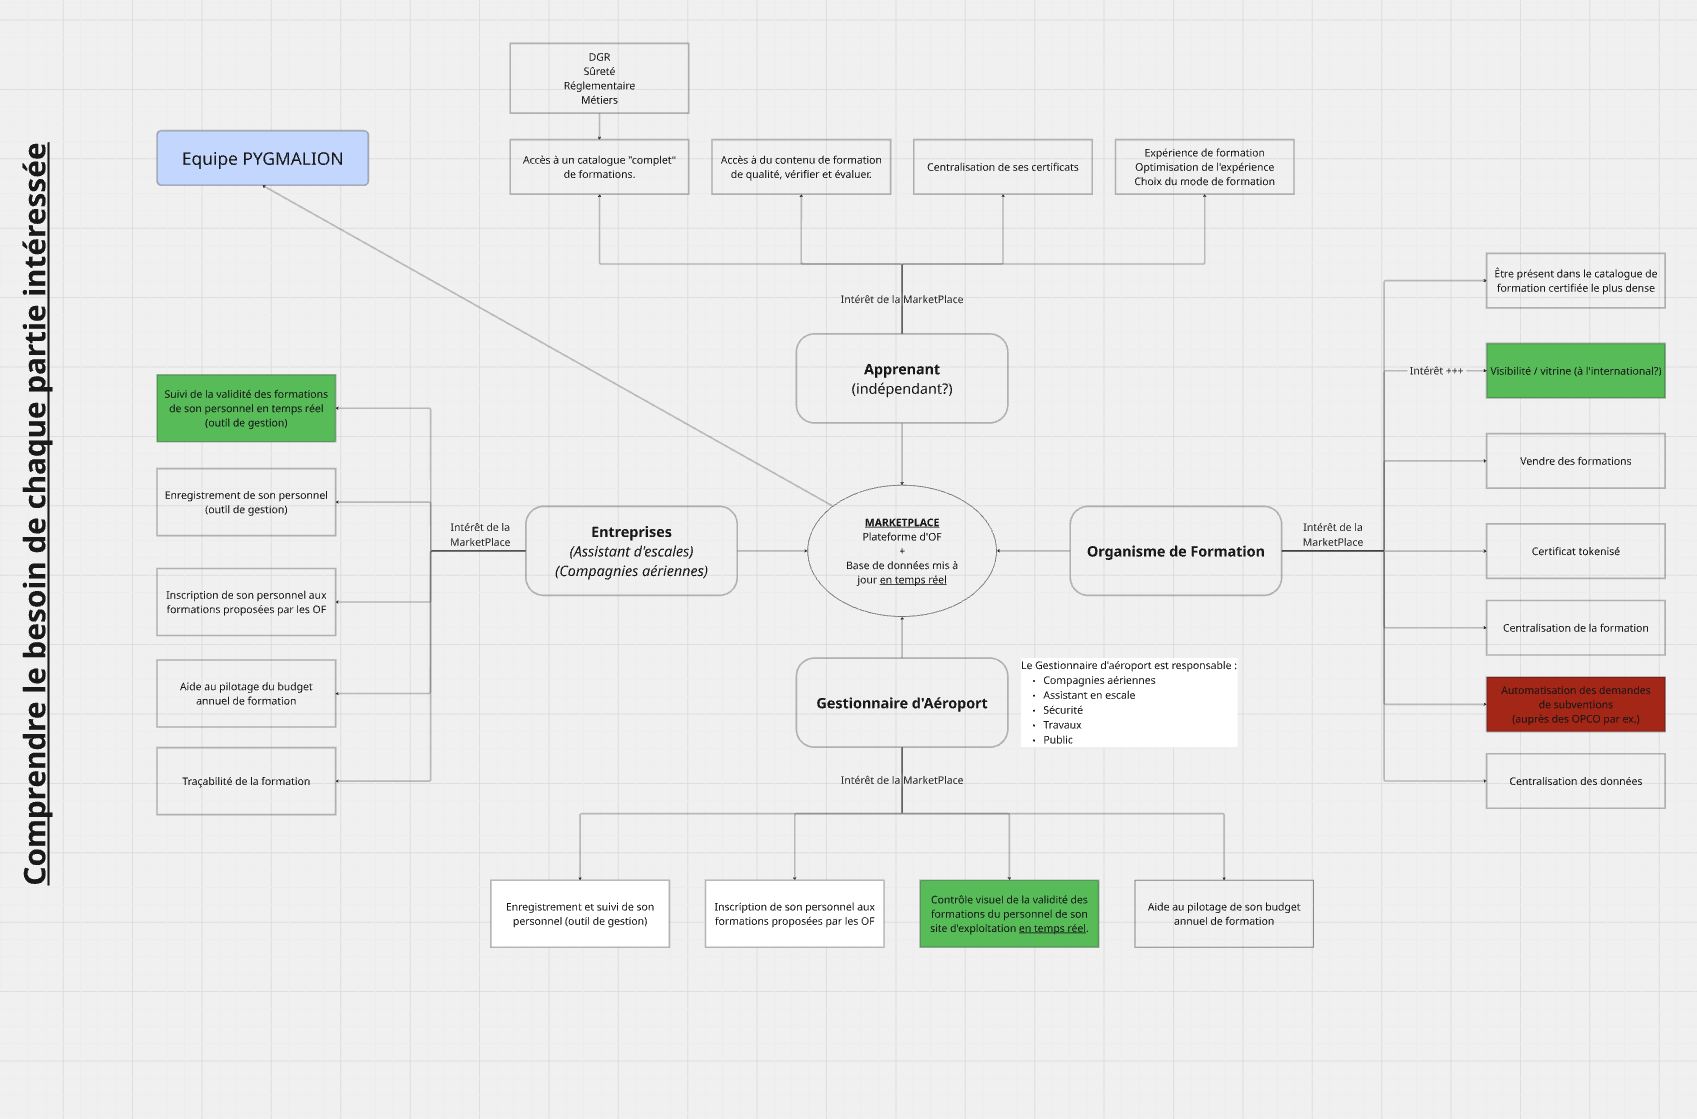 Comprendre le besoin de chaque partie intéressée
Equipe PYGMALION
DGR
Sûreté
Réglementaire
Métiers
Accès à un catalogue "complet"
de formations.
Accès à du contenu de formation
de qualité, vérifier et évaluer.
Centralisation de ses certificats
Expérience de formation
Optimisation de l'expérience
Choix du mode de formation
Intérêt de la MarketPlace
Apprenant
(indépendant?)
Suivi de la validité des formations
de son personnel en temps réel
(outil de gestion)
Enregistrement de son personnel
(outil de gestion)
Inscription de son personnel aux
formations proposées par les OF
Aide au pilotage du budget
annuel de formation
Traçabilité de la formation
Intérêt de la
MarketPlace
Entreprises
(Assistant d'escales)
(Compagnies aériennes)
MARKETPLACE
Plateforme d'OF
+
Base de données mis à
jour en temps réel
Organisme de Formation
Intérêt de la
MarketPlace
Être présent dans le catalogue de
formation certifiée le plus dense
Intérêt +++
Visibilité / vitrine (à l'international?)
Vendre des formations
Certificat tokenisé
Centralisation de la formation
Automatisation des demandes
de subventions
(auprès des OPCO par ex.)
Centralisation des données
Gestionnaire d'Aéroport
Le Gestionnaire d'aéroport est responsable :
• Compagnies aériennes
• Assistant en escale
• Sécurité
• Travaux
• Public
Intérêt de la MarketPlace
Enregistrement et suivi de son
personnel (outil de gestion)
Inscription de son personnel aux
formations proposées par les OF
Contrôle visuel de la validité des
formations du personnel de son
site d'exploitation en temps réel.
Aide au pilotage de son budget
annuel de formation